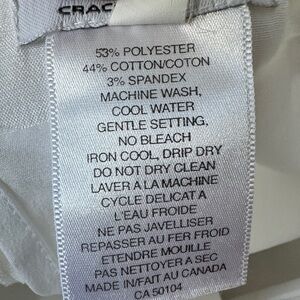 CRAC
53% POLYESTER
44% COTTON/COTON
3% SPANDEX
MACHINE WASH,
COOL WATER
GENTLE SETTING,
NO BLEACH
IRON COOL, DRIP DRY
DO NOT DRY CLEAN
LAVER A LA MACHINE
CYCLE DELICAT A
L'EAU FROIDE
NE PAS JAVELLISER
REPASSER AU FER FROID
ETENDRE MOUILLE
PAS NETTOYER A SEC
MADE IN/FAIT AU CANADA
CA 50104